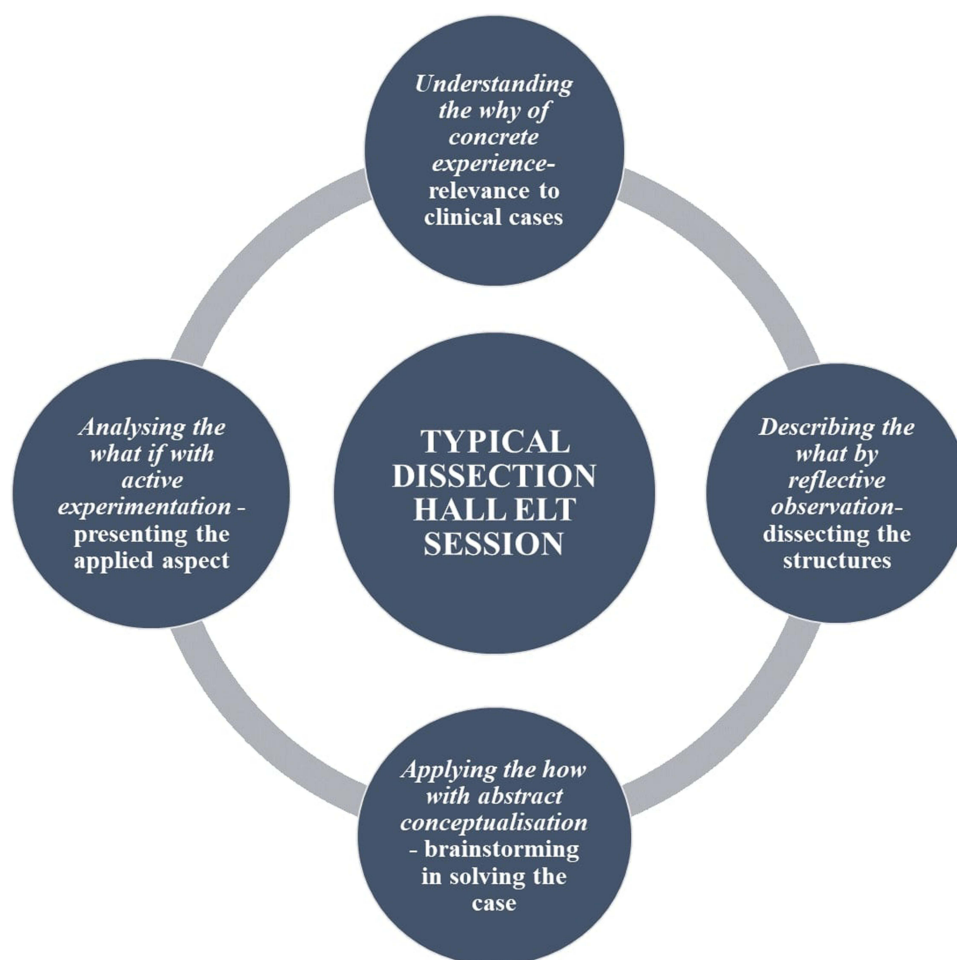 Understanding
the why of
concrete
experience-
relevance to
clinical cases
Analysing the
what if with
active
experimentation -
presenting the
applied aspect
TYPICAL
DISSECTION
HALL ELT
SESSION
Describing the
what by
reflective
observation-
dissecting the
structures
Applying the how
with abstract
conceptualisation
- brainstorming
in solving the
case